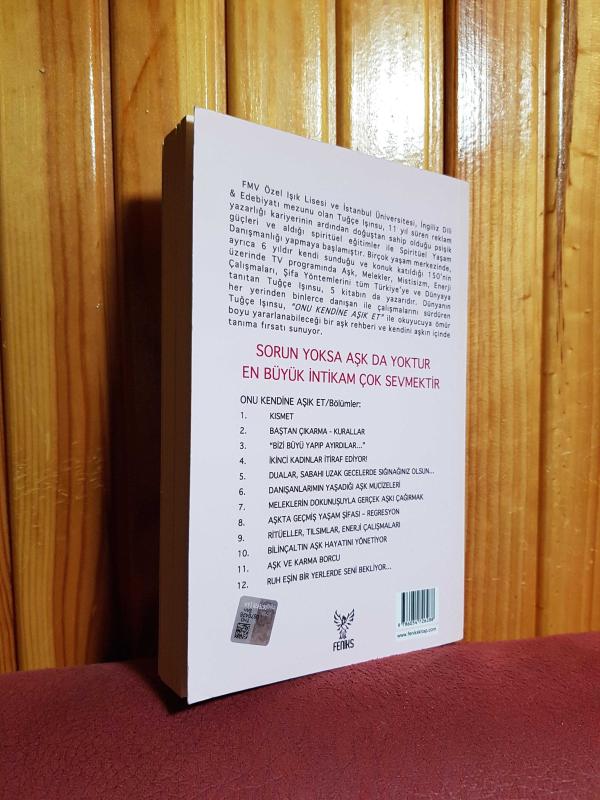 FMV Özel Işık Lisesi ve İstanbul Üniversitesi, İngiliz Dili
& Edebiyatı mezunu olan Tuğçe Işınsu, 11 yıl süren reklam
yazarlığı kariyerinin ardından doğuştan sahip olduğu psişik
güçleri ve aldığı spiritüel eğitimler ile Spiritüel Yaşam
Danışmanlığı yapmaya başlamıştır. Birçok yaşam merkezinde,
ayrıca 6 yıldır kendi sunduğu ve konuk katıldığı 150'nin
üzerinde TV programında Aşk, Melekler, Mistisizm, Enerji
Çalışmaları, Şifa Yöntemlerini tüm Türkiye'ye ve Dünyaya
tanıtan Tuğçe Işınsu, 5 kitabın da yazarıdır. Dünyanın
her yerinden binlerce danışan ile çalışmalarını sürdüren
Tuğçe Işınsu, "ONU KENDİNE AŞIK ET" ile okuyucuya ömür
boyu yararlanabileceği bir aşk rehberi ve kendini aşkın içinde
tanıma fırsatı sunuyor.
SORUN YOKSA AŞK DA YOKTUR
EN BÜYÜK İNTİKAM ÇOK SEVMEKTİR
ONU KENDİNE AŞIK ET/Bölümler:
1. KISMET
2. BAŞTAN ÇIKARMA - KURALLAR
3. "BİZİ BÜYÜ YAPIP AYIRDILAR..."
4. İKİNCİ KADINLAR İTİRAF EDİYOR!
5. DUALAR, SABAHI UZAK GECELERDE SIĞINAĞINIZ OLSUN...
6. DANIŞANLARIMIN YAŞADIĞI AŞK MUCİZELERİ
7. MELEKLERİN DOKUNUŞUYLA GERÇEK AŞKI ÇAĞIRMAK
8. AŞKTA GEÇMİŞ YAŞAM ŞİFASI - REGRESYON
9. RİTÜELLER, TILSIMLAR, ENERJİ ÇALIŞMALARI
10. BİLİNÇALTIN AŞK HAYATINI YÖNETİYOR
11. AŞK VE KARMA BORCU
12. RUH EŞİN BİR YERLERDE SENİ BEKLİYOR...
FENİKS
www.fenikskitap.com